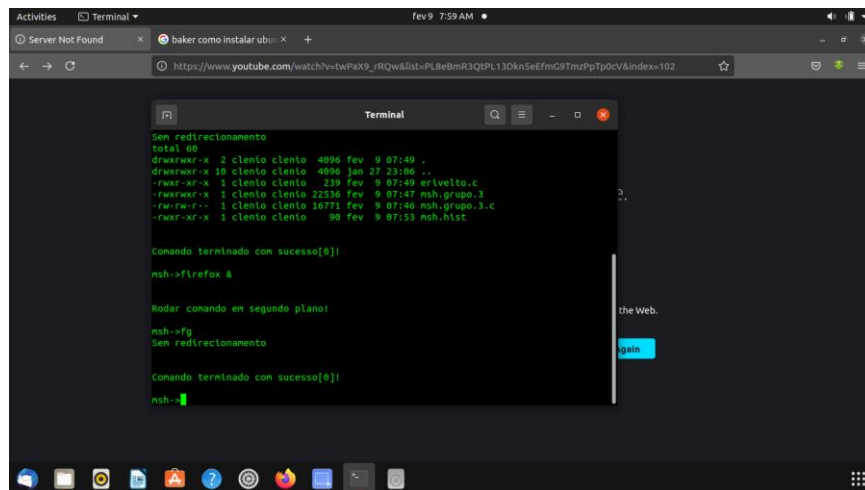 Activities
Terminal
fev 9 7:59 AM
Server Not Found ×
baker como instalar ubun × +
https://www.youtube.com/watch?v=twPaX9_rRQw&list=PL8eBmR3QtPL13Dkn5eEfmG9TmzPpTp0cV&index=102
Terminal
Sem redirecionamento
total 60
drwxrwxr-x 2 clenio clenio 4096 fev 9 07:49 .
drwxrwxr-x 10 clenio clenio 4096 jan 27 23:06 ..
-rwxr-xr-x 1 clenio clenio 239 fev 9 07:49 erivelto.c
-rwxrwxr-x 1 clenio clenio 22536 fev 9 07:47 msh.grupo.3
-rw-rw-r-- 1 clenio clenio 16771 fev 9 07:46 msh.grupo.3.c
-rwxr-xr-x 1 clenio clenio 90 fev 9 07:53 msh.hist
Comando terminado com sucesso[0]!
msh->firefox &
Rodar comando em segundo plano!
the Web.
msh->fg
Sem redirecionamento
Again
Comando terminado com sucesso[0]!
msh->